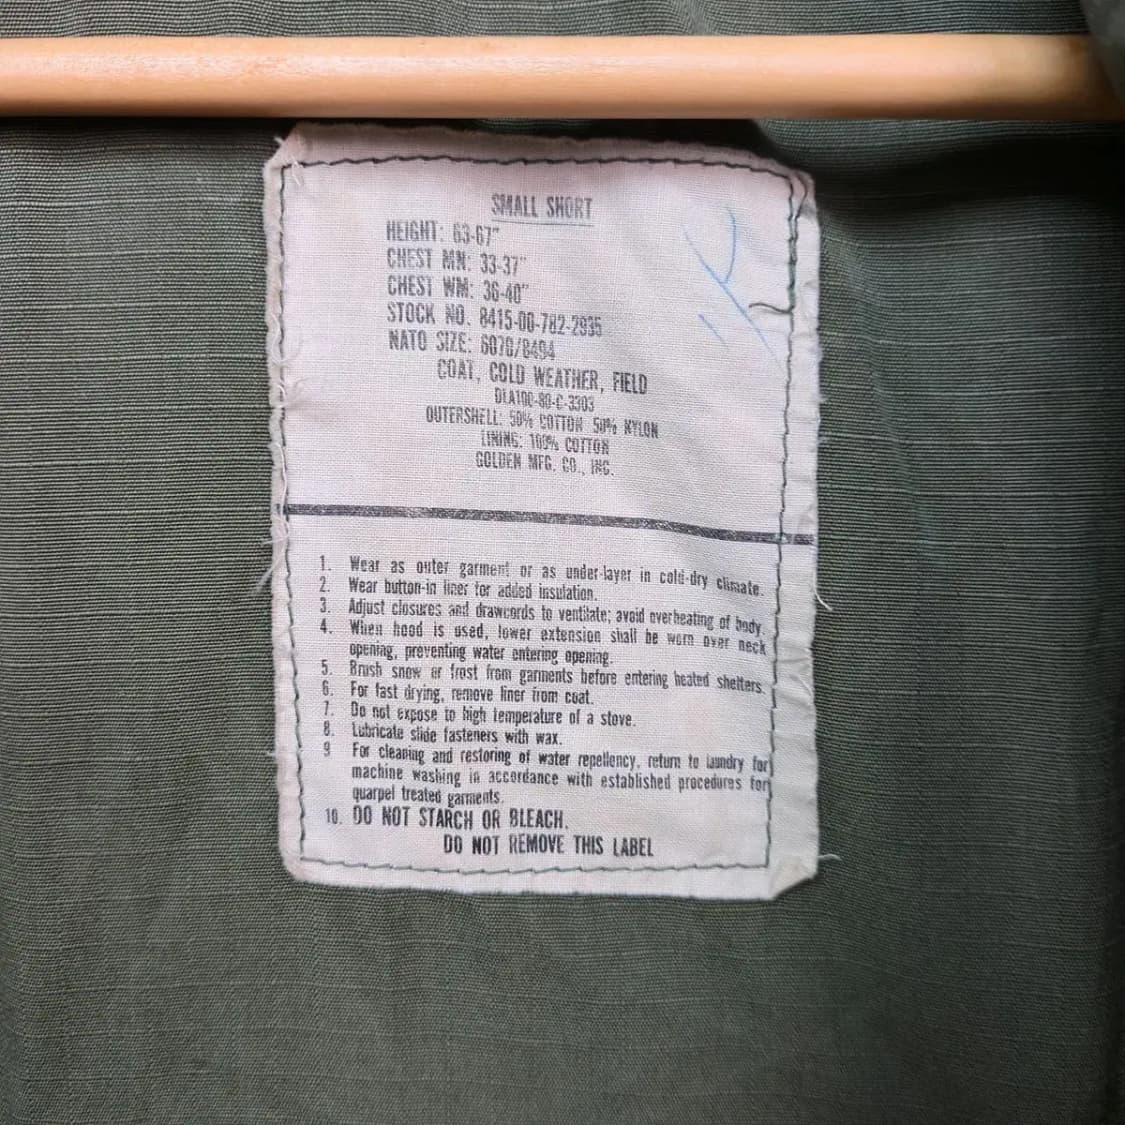 SMALL SHORT
HEIGHT: 63-67"
CHEST MN: 33-37"
CHEST WM: 36-40"
STOCK NO. 8415-00-782-2935
NATO SIZE: 6070/8494
COAT, COLD WEATHER, FIELD
DLA100-80-C-3303
OUTERSHELL: 50% COTTON 50% NYLON
LINING: 100% COTTON
GOLDEN MFG. CO., INC.
1. Wear as outer garment or as under-layer in cold-dry climate.
2. Wear button-in liner for added insulation.
3. Adjust closures and drawcords to ventilate; avoid overheating of body.
4. When hood is used, lower extension shall be worn over neck
opening, preventing water entering opening.
5. Brush snow or frost from garments before entering heated shelters.
6. For fast drying, remove liner from coat.
7. Do not expose to high temperature of a stove.
8. Lubricate slide fasteners with wax.
9 For cleaning and restoring of water repellency, return to laundry for
machine washing in accordance with established procedures for
quarpel treated garments.
10. DO NOT STARCH OR BLEACH.
DO NOT REMOVE THIS LABEL